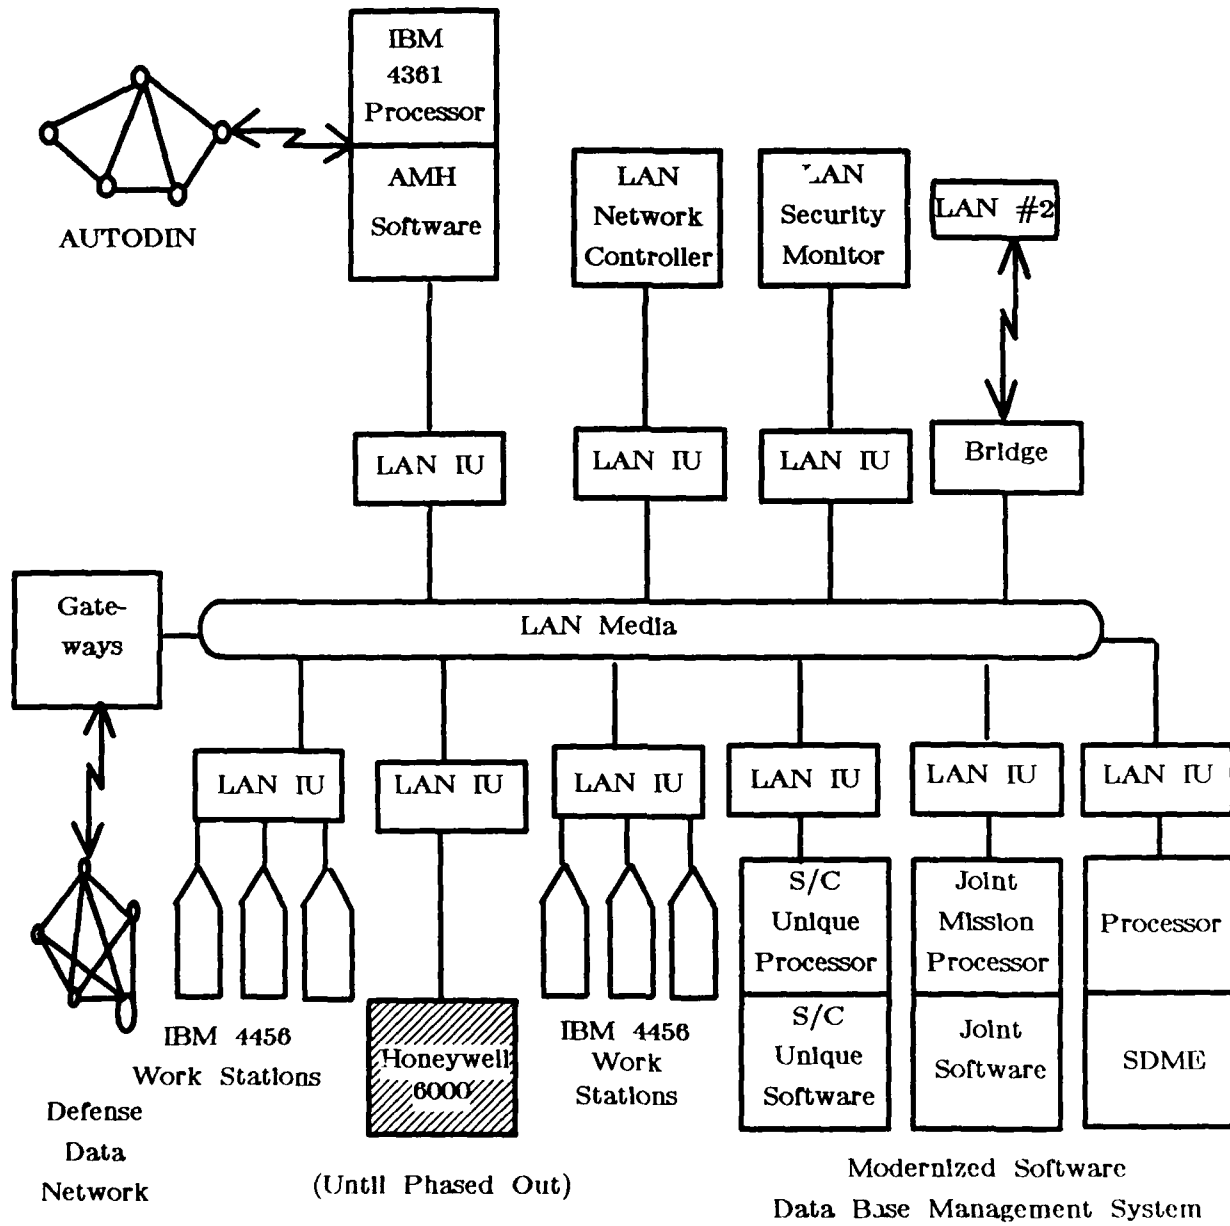 IBM
4361
Processor
AMH
Software
AUTODIN
LAN
Network
Controller
LAN
Security
Monitor
LAN #2
LAN IU
LAN IU
LAN IU
Bridge
Gate-
ways
LAN Media
LAN IU
LAN IU
LAN IU
LAN IU
LAN IU
LAN IU
S/C
Unique
Processor
Joint
Mission
Processor
Processor
S/C
Unique
Software
Joint
Software
SDME
IBM 4456
Work Stations
Honeywell
6000
IBM 4456
Work
Stations
Defense
Data
Network
(Until Phased Out)
Modernized Software
Data Base Management System